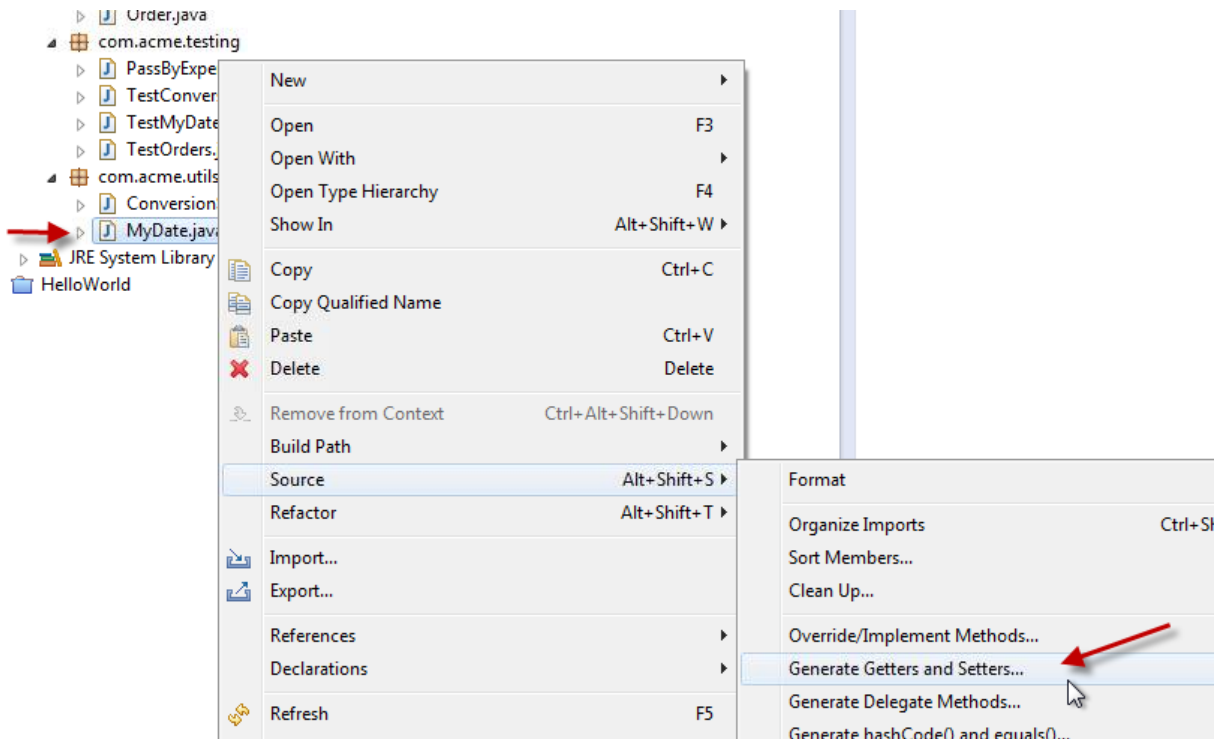 Order.java
com.acme.testing
PassByExpe
TestConver
TestMyDate
TestOrders.
com.acme.utils
Conversion
MyDate.java
JRE System Library
HelloWorld
New
Open F3
Open With
Open Type Hierarchy F4
Show In Alt+Shift+W
Copy Ctrl+C
Copy Qualified Name
Paste Ctrl+V
Delete Delete
Remove from Context Ctrl+Alt+Shift+Down
Build Path
Source Alt+Shift+S
Refactor Alt+Shift+T
Import...
Export...
References
Declarations
Refresh F5
Format
Organize Imports Ctrl+Sh
Sort Members...
Clean Up...
Override/Implement Methods...
Generate Getters and Setters...
Generate Delegate Methods...
Generate hashCode() and equals()...